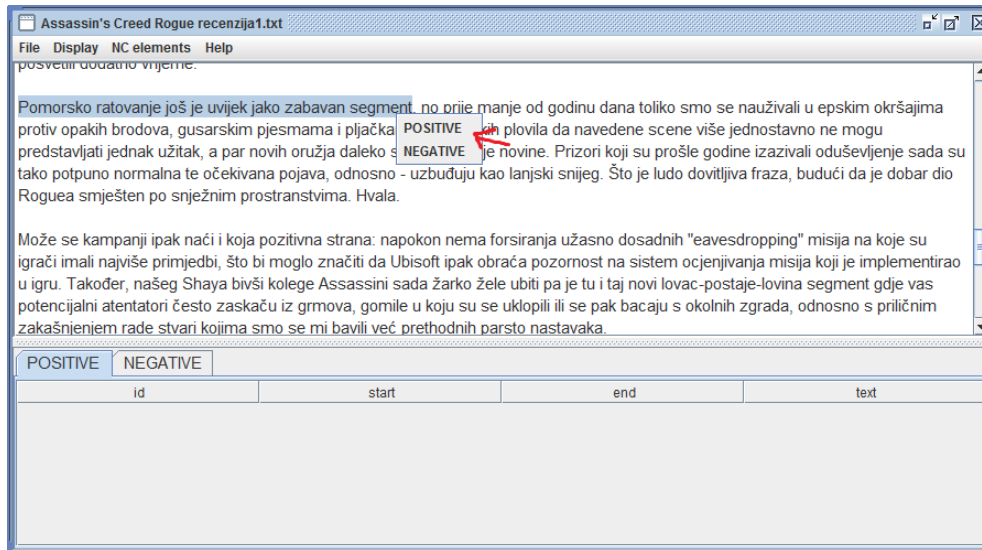 Assassin's Creed Rogue recenzija1.txt
File Display NC elements Help
posvetili dodatno vrijeme.
Pomorsko ratovanje još je uvijek jako zabavan segment, no prije manje od godinu dana toliko smo se nauživali u epskim okršajima
protiv opakih brodova, gusarskim pjesmama i pljačka plovila da navedene scene više jednostavno ne mogu
POSITIVE
predstavljati jednak užitak, a par novih oružja daleko s je novine. Prizori koji su prošle godine izazivali oduševljenje sada su
NEGATIVE
tako potpuno normalna te očekivana pojava, odnosno - uzbuđuju kao lanjski snijeg. Što je ludo dovitljiva fraza, budući da je dobar dio
Roguea smješten po snježnim prostranstvima. Hvala.
Može se kampanji ipak naći i koja pozitivna strana: napokon nema forsiranja užasno dosadnih "eavesdropping" misija na koje su
igrači imali najviše primjedbi, što bi moglo značiti da Ubisoft ipak obraća pozornost na sistem ocjenjivanja misija koji je implementirao
u igru. Također, našeg Shaya bivši kolege Assassini sada žarko žele ubiti pa je tu i taj novi lovac-postaje-lovina segment gdje vas
potencijalni atentatori često zaskaču iz grmova, gomile u koju su se uklopili ili se pak bacaju s okolnih zgrada, odnosno s priličnim
zakašnjenjem rade stvari kojima smo se mi bavili već prethodnih parsto nastavaka.
POSITIVE NEGATIVE
id start end text